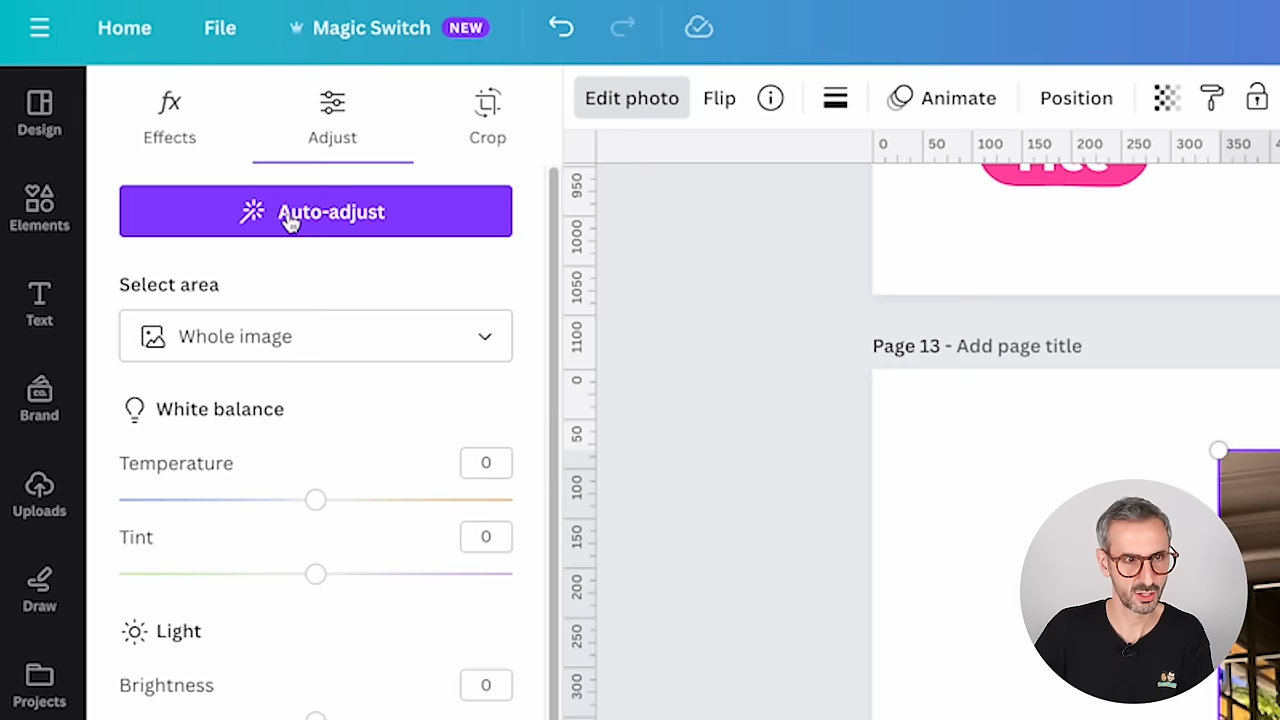 Home
File
Magic Switch
NEW
Design
Elements
Text
Brand
CO.
Uploads
Draw
Projects
fx
Effects
Adjust
Crop
Auto-adjust
Select area
Whole image
White balance
Temperature
0
Tint
0
Light
Brightness
0
Edit photo
Flip
Animate
Position
0 50 100 150 200 250 300 350
950
1000
1050
1100
0
50
100
150
200
250
300
Free
Page 13 - Add page title